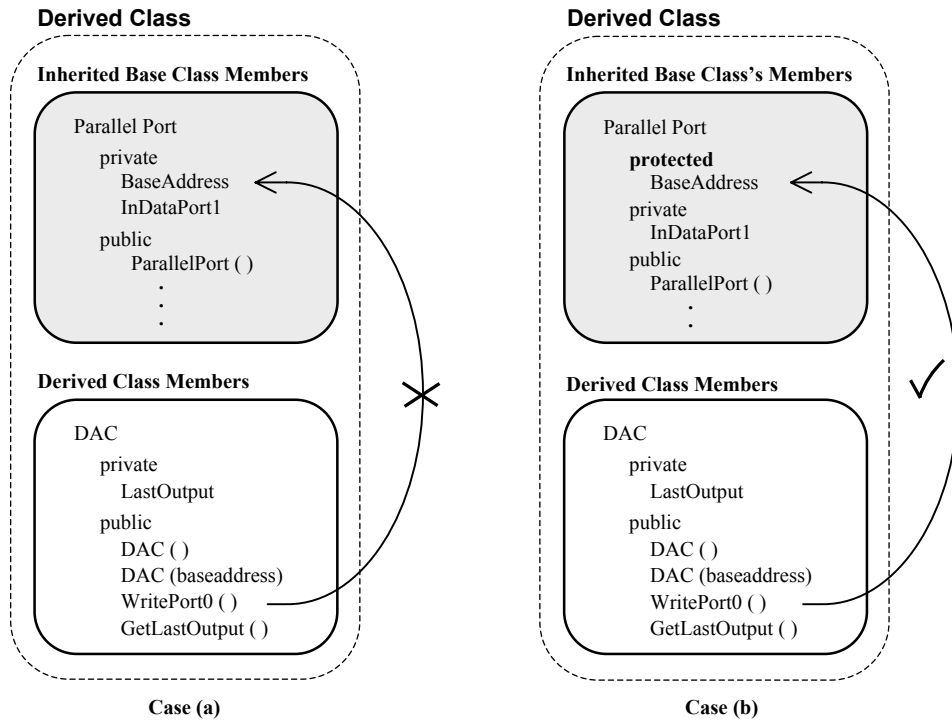 Derived Class
Inherited Base Class Members
Parallel Port
private
BaseAddress
InDataPort1
public
ParallelPort ( )
.
.
.
Derived Class Members
DAC
private
LastOutput
public
DAC ( )
DAC (baseaddress)
WritePort0 ( )
GetLastOutput ( )
Case (a)
Derived Class
Inherited Base Class's Members
Parallel Port
protected
BaseAddress
private
InDataPort1
public
ParallelPort ( )
.
.
Derived Class Members
DAC
private
LastOutput
public
DAC ( )
DAC (baseaddress)
WritePort0 ( )
GetLastOutput ( )
Case (b)